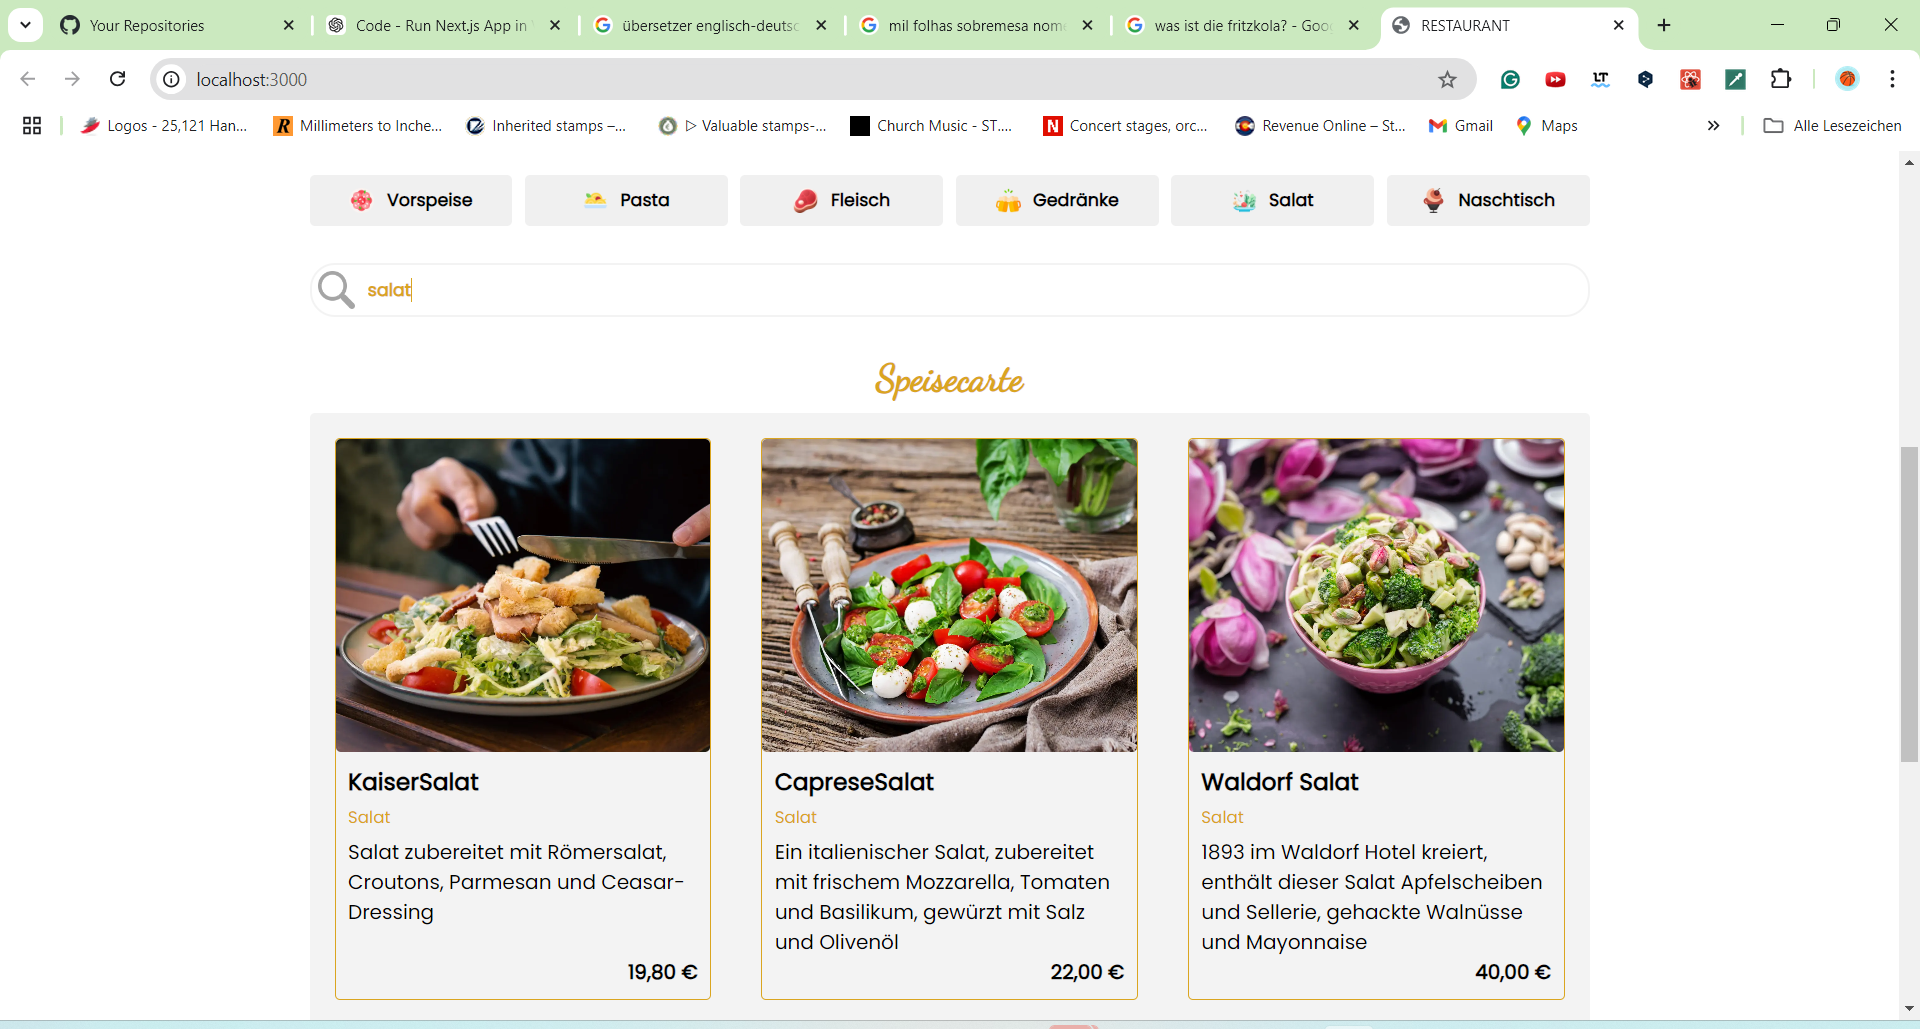 Your Repositories
Code - Run Next.js App in
übersetzer englisch-deutsc
mil folhas sobremesa nom
was ist die fritzkola? - Goo
RESTAURANT
localhost:3000
Logos - 25,121 Han...
Millimeters to Inche...
Inherited stamps –...
▷ Valuable stamps-...
Church Music - ST....
Concert stages, orc...
Revenue Online – St...
Gmail
Maps
Alle Lesezeichen
Vorspeise
Pasta
Fleisch
Gedränke
Salat
Naschtisch
salat
Speisecarte
KaiserSalat
Salat
Salat zubereitet mit Römersalat,
Croutons, Parmesan und Ceasar-
Dressing
19,80 €
CapreseSalat
Salat
Ein italienischer Salat, zubereitet
mit frischem Mozzarella, Tomaten
und Basilikum, gewürzt mit Salz
und Olivenöl
22,00 €
Waldorf Salat
Salat
1893 im Waldorf Hotel kreiert,
enthält dieser Salat Apfelscheiben
und Sellerie, gehackte Walnüsse
und Mayonnaise
40,00 €